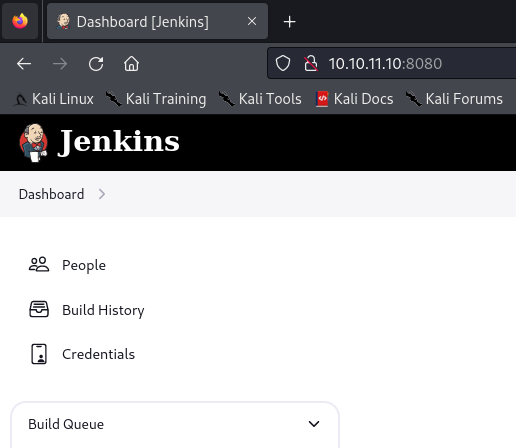 Dashboard [Jenkins]
10.10.11.10:8080
Kali Linux Kali Training Kali Tools Kali Docs Kali Forums
Jenkins
Dashboard
People
Build History
Credentials
Build Queue